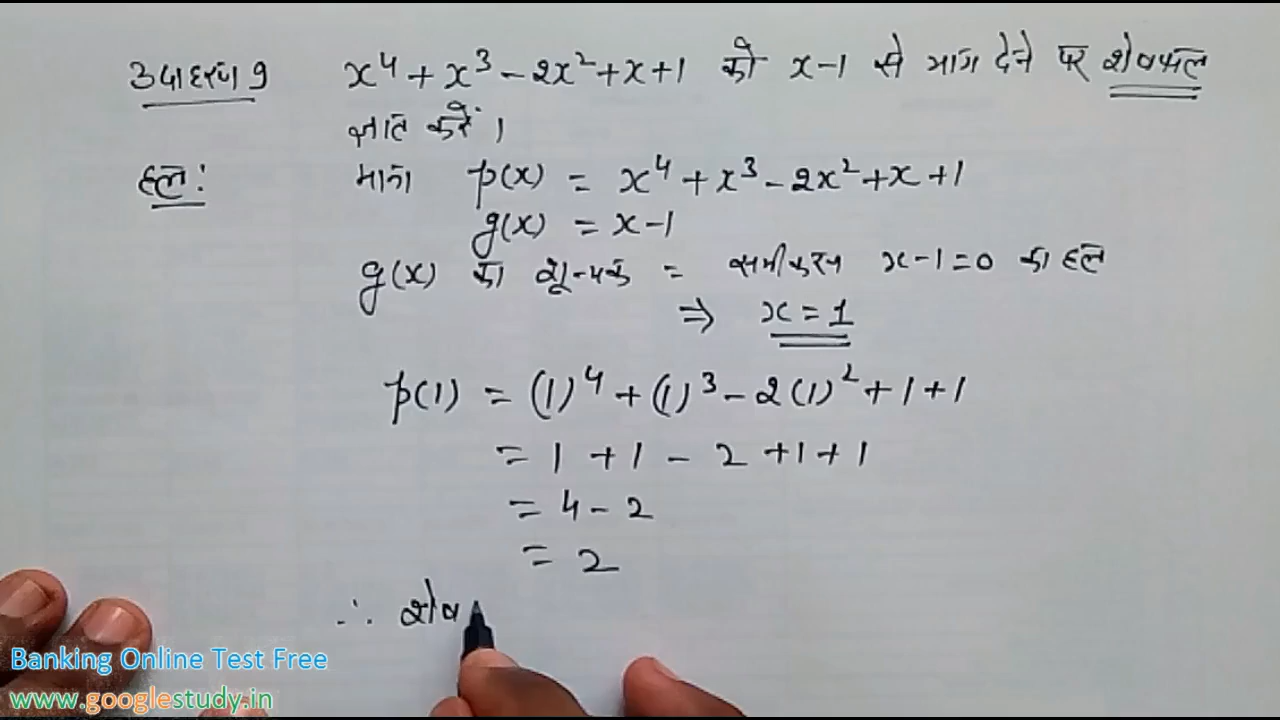 उदाहरण 9 x⁴ + x³ - 2x² + x + 1 को x-1 से भाग देने पर शेषफल
ज्ञात करें।
हल: माना p(x) = x⁴ + x³ - 2x² + x + 1
g(x) = x-1
g(x) का शून्यक = समीकरण x-1=0 का हल
⇒ x = 1
p(1) = (1)⁴ + (1)³ - 2(1)² + 1 + 1
= 1 + 1 - 2 + 1 + 1
= 4 - 2
= 2
∴ शेष
Banking Online Test Free
www.googlestudy.in